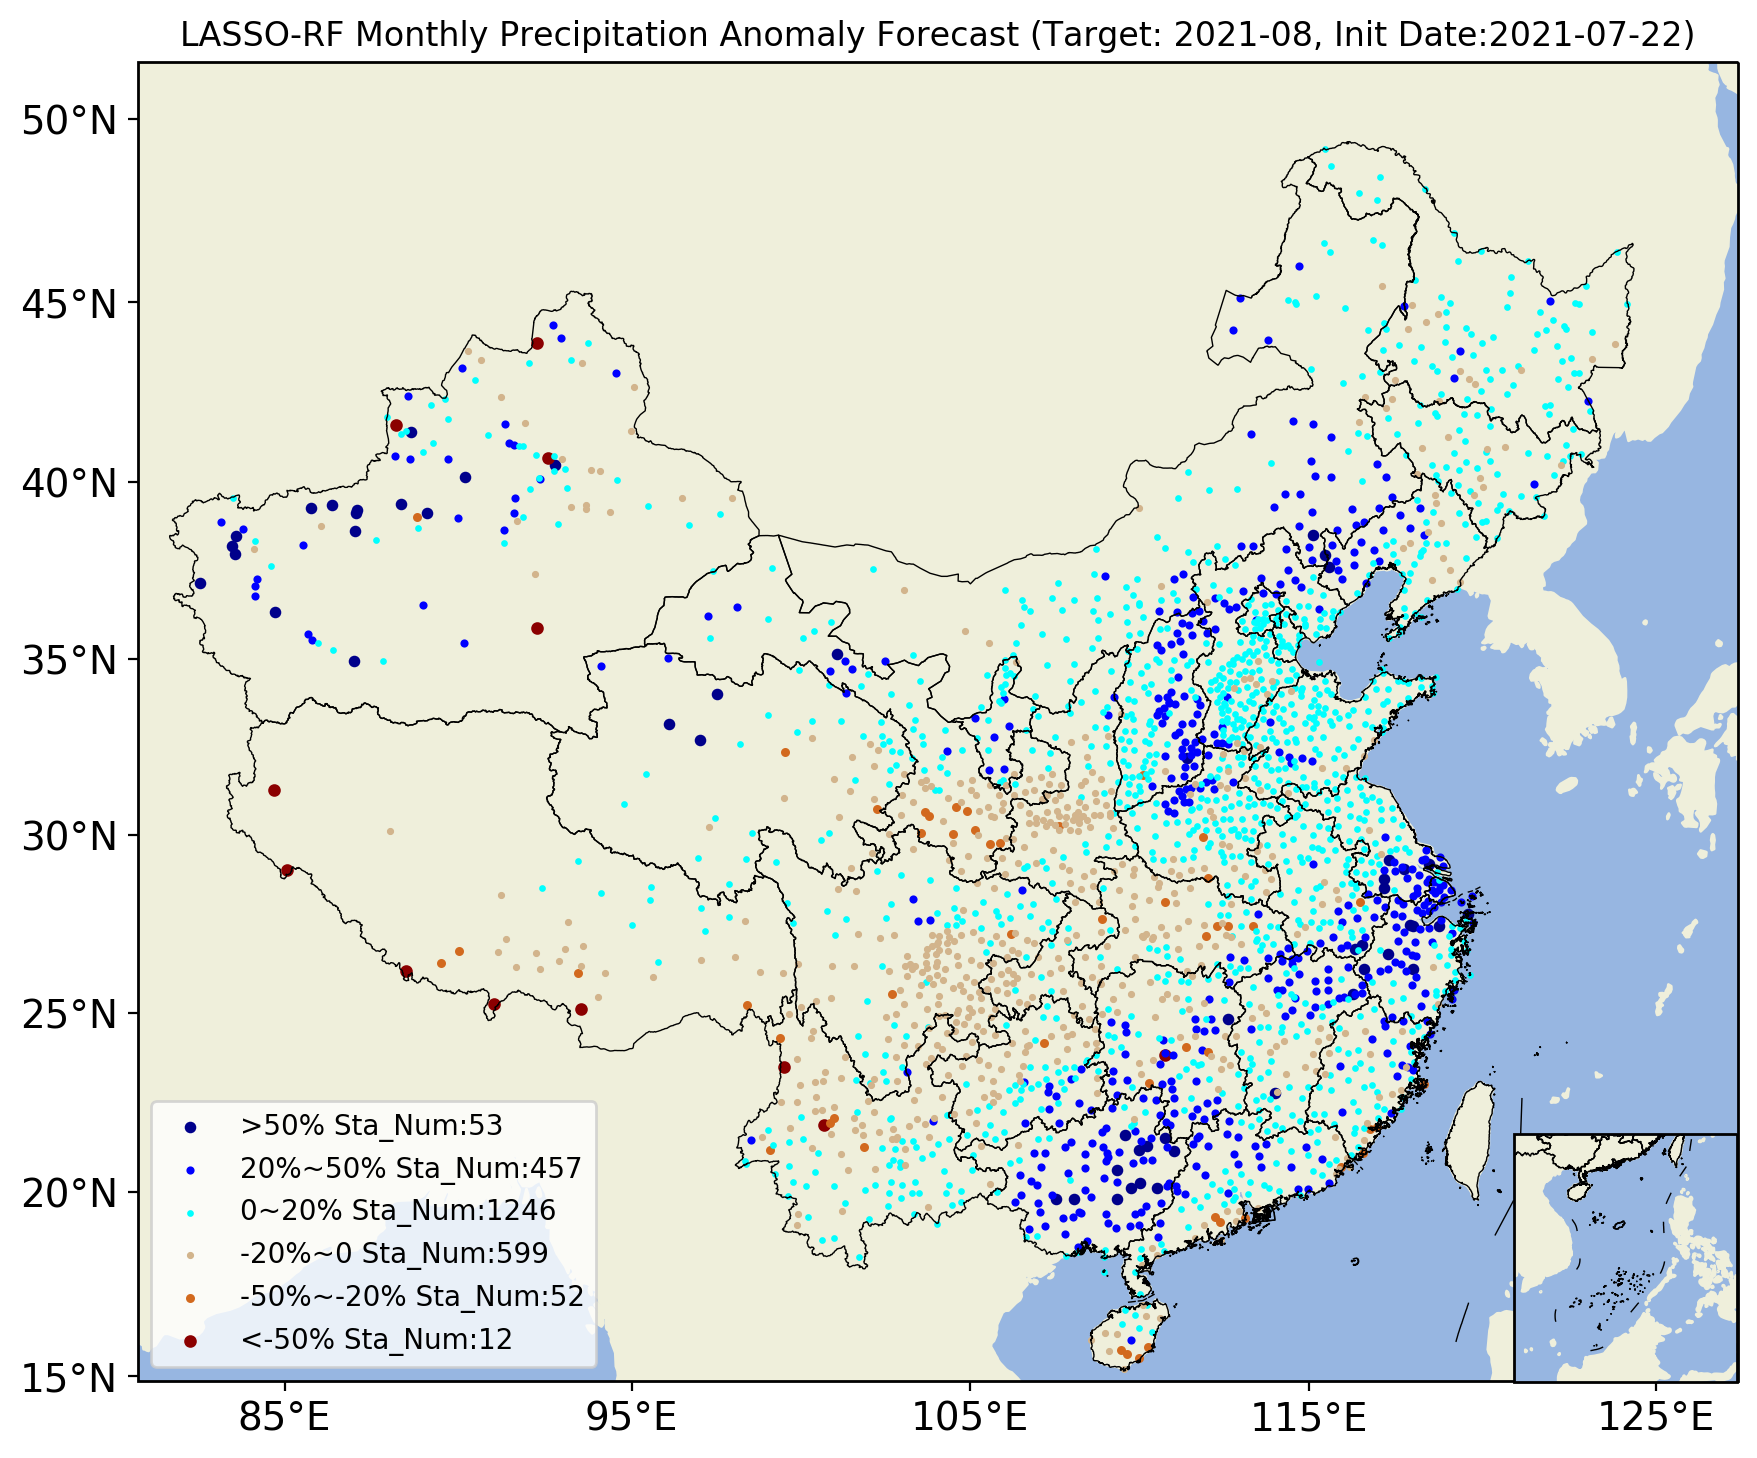 LASSO-RF Monthly Precipitation Anomaly Forecast (Target: 2021-08, Init Date:2021-07-22)
50°N
45°N
40°N
35°N
30°N
25°N
20°N
15°N
>50% Sta_Num:53
20%~50% Sta_Num:457
0~20% Sta_Num:1246
-20%~0 Sta_Num:599
-50%~-20% Sta_Num:52
<-50% Sta_Num:12
85°E
95°E
105°E
115°E
125°E